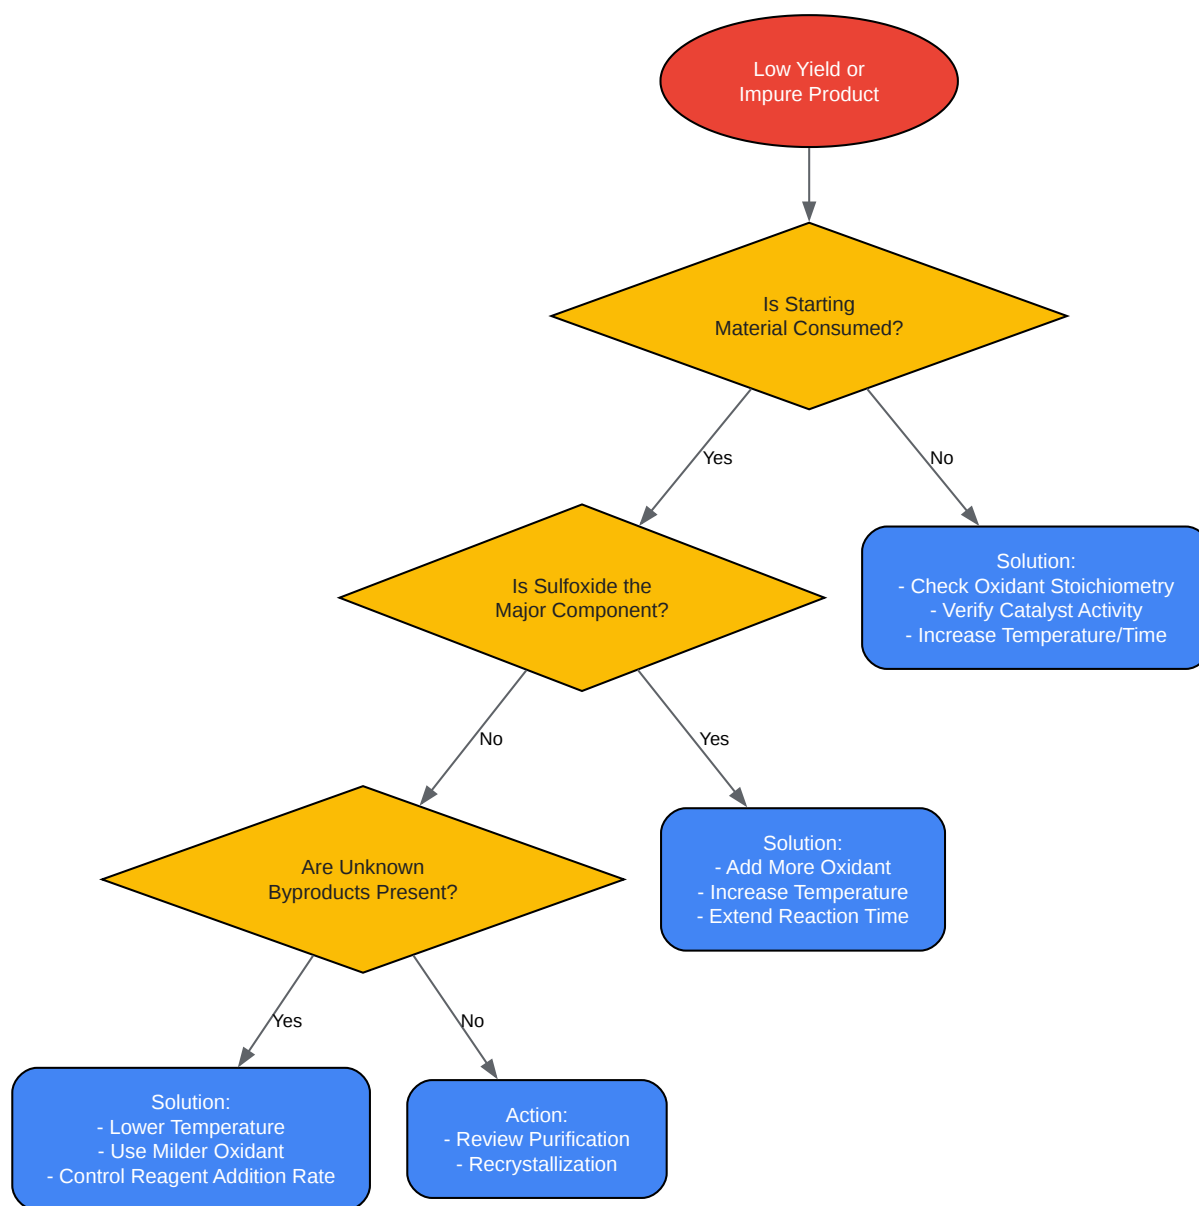 Low Yield or
Impure Product
Is Starting
Material Consumed?
Yes
No
Is Sulfoxide the
Major Component?
Solution:
- Check Oxidant Stoichiometry
- Verify Catalyst Activity
- Increase Temperature/Time
No
Yes
Are Unknown
Byproducts Present?
Solution:
- Add More Oxidant
- Increase Temperature
- Extend Reaction Time
Yes
No
Solution:
- Lower Temperature
- Use Milder Oxidant
- Control Reagent Addition Rate
Action:
- Review Purification
- Recrystallization